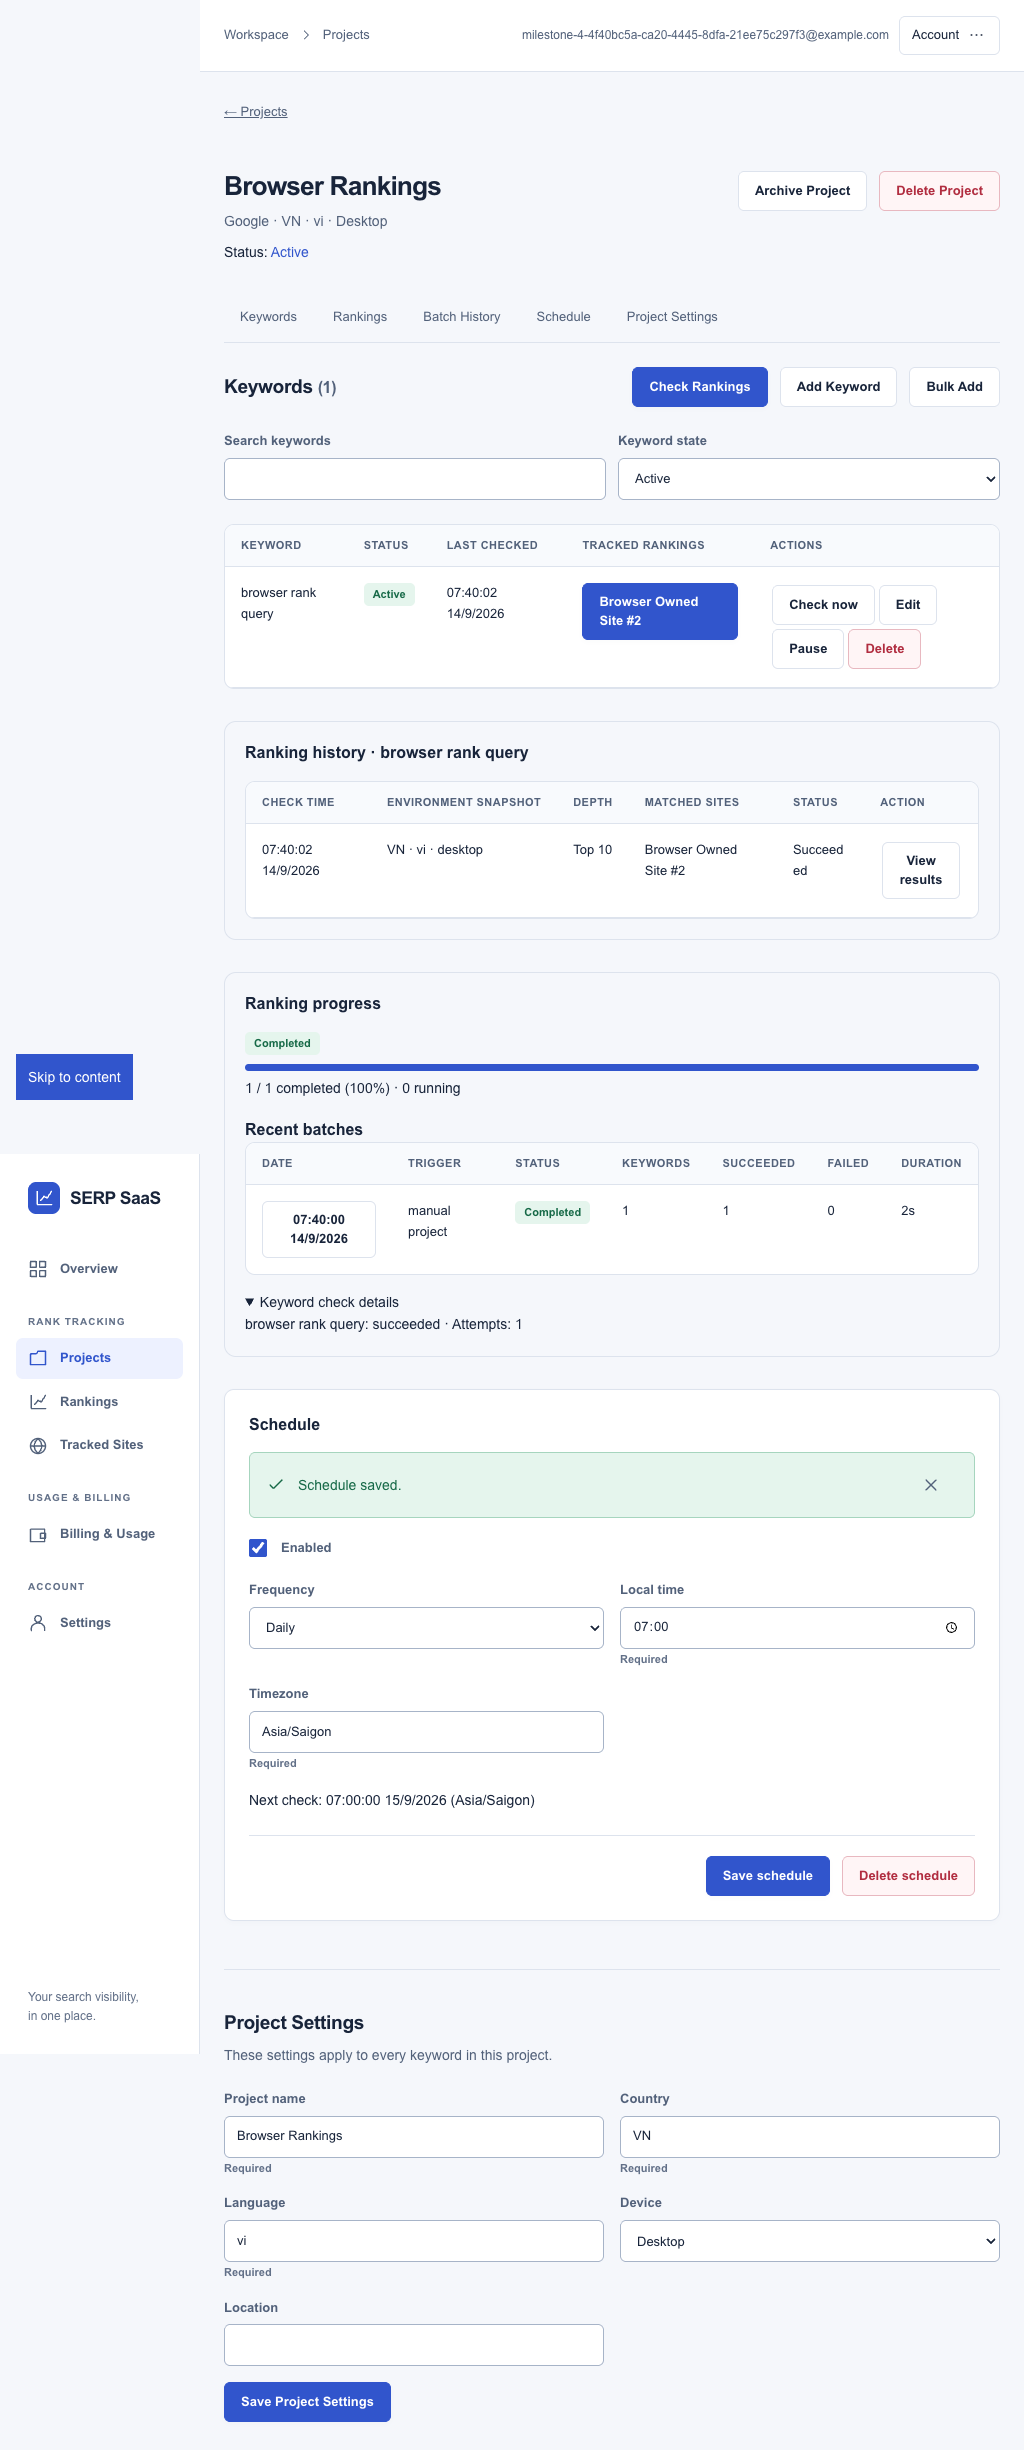 Workspace
Projects
milestone-4-4f40bc5a-ca20-4445-8dfa-21ee75c297f3@example.com
Account ···
← Projects
Browser Rankings
Google · VN · vi · Desktop
Status: Active
Archive Project
Delete Project
Keywords
Rankings
Batch History
Schedule
Project Settings
Keywords (1)
Check Rankings
Add Keyword
Bulk Add
Search keywords
Keyword state
Active
KEYWORD
STATUS
LAST CHECKED
TRACKED RANKINGS
ACTIONS
browser rank
query
Active
07:40:02
14/9/2026
Browser Owned
Site #2
Check now
Edit
Pause
Delete
Ranking history · browser rank query
CHECK TIME
ENVIRONMENT SNAPSHOT
DEPTH
MATCHED SITES
STATUS
ACTION
07:40:02
14/9/2026
VN · vi · desktop
Top 10
Browser Owned
Site #2
Succeed
ed
View
results
Ranking progress
Completed
1 / 1 completed (100%) · 0 running
Recent batches
DATE
TRIGGER
STATUS
KEYWORDS
SUCCEEDED
FAILED
DURATION
07:40:00
14/9/2026
manual
project
Completed
1
1
0
2s
▼ Keyword check details
browser rank query: succeeded · Attempts: 1
Skip to content
SERP SaaS
Overview
RANK TRACKING
Projects
Rankings
Tracked Sites
USAGE & BILLING
Billing & Usage
ACCOUNT
Settings
Your search visibility,
in one place.
Schedule
Schedule saved.
Enabled
Frequency
Daily
Local time
07:00
Required
Timezone
Asia/Saigon
Required
Next check: 07:00:00 15/9/2026 (Asia/Saigon)
Save schedule
Delete schedule
Project Settings
These settings apply to every keyword in this project.
Project name
Browser Rankings
Required
Country
VN
Required
Language
vi
Required
Device
Desktop
Location
Save Project Settings